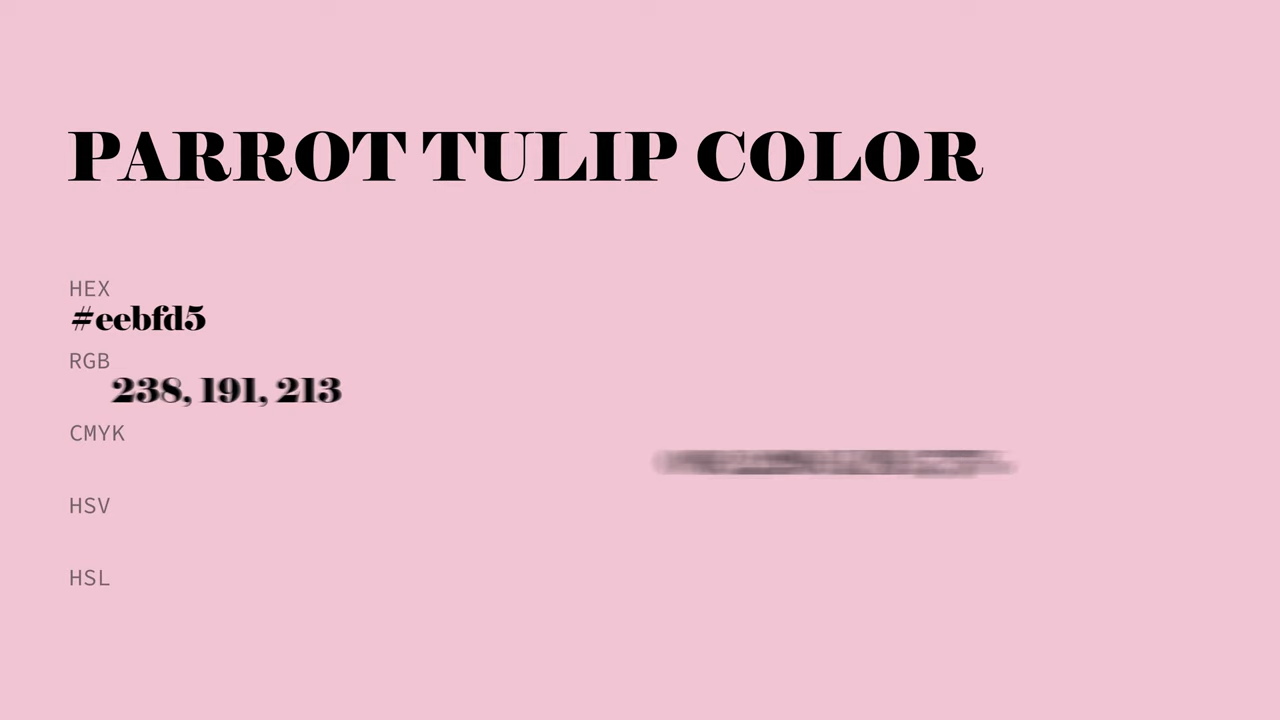 PARROT TULIP COLOR
HEX
#eebfd5
RGB
238, 191, 213
CMYK
HSV
HSL